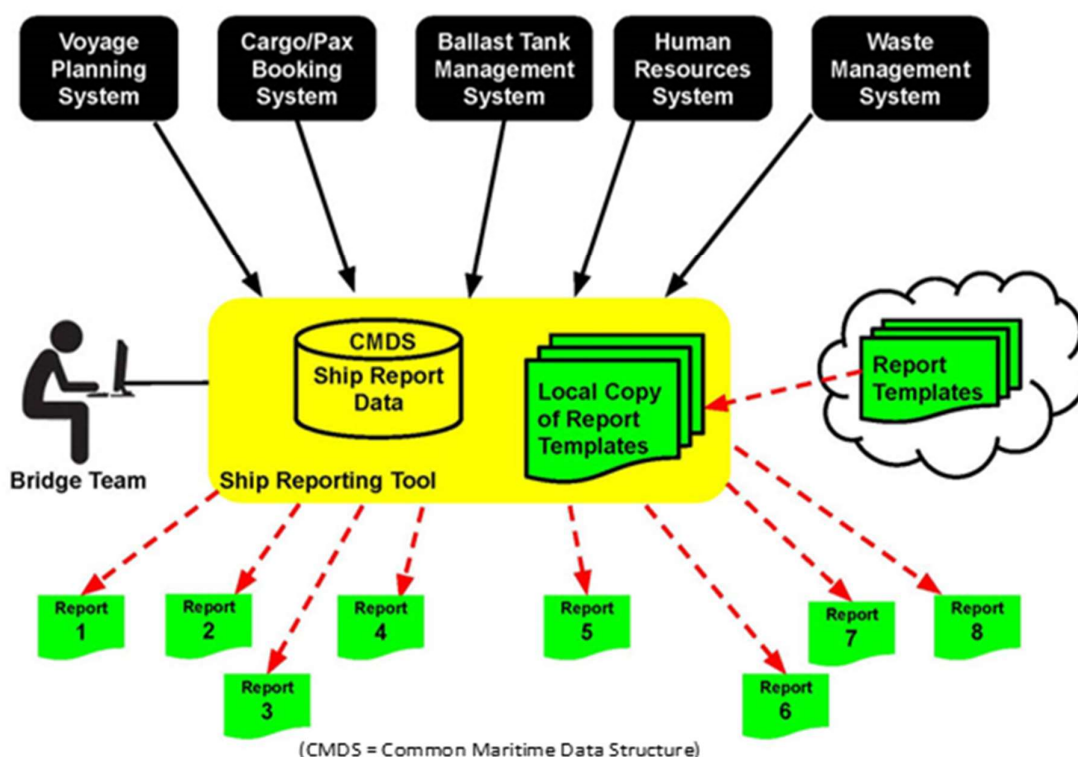 Voyage
Planning
System
Cargo/Pax
Booking
System
Ballast Tank
Management
System
Human
Resources
System
Waste
Management
System
CMDS
Ship Report
Data
Local Copy
of Report
Templates
Report
Templates
Bridge Team
Ship Reporting Tool
Report
1
Report
2
Report
3
Report
4
Report
5
Report
6
Report
7
Report
8
(CMDS = Common Maritime Data Structure)